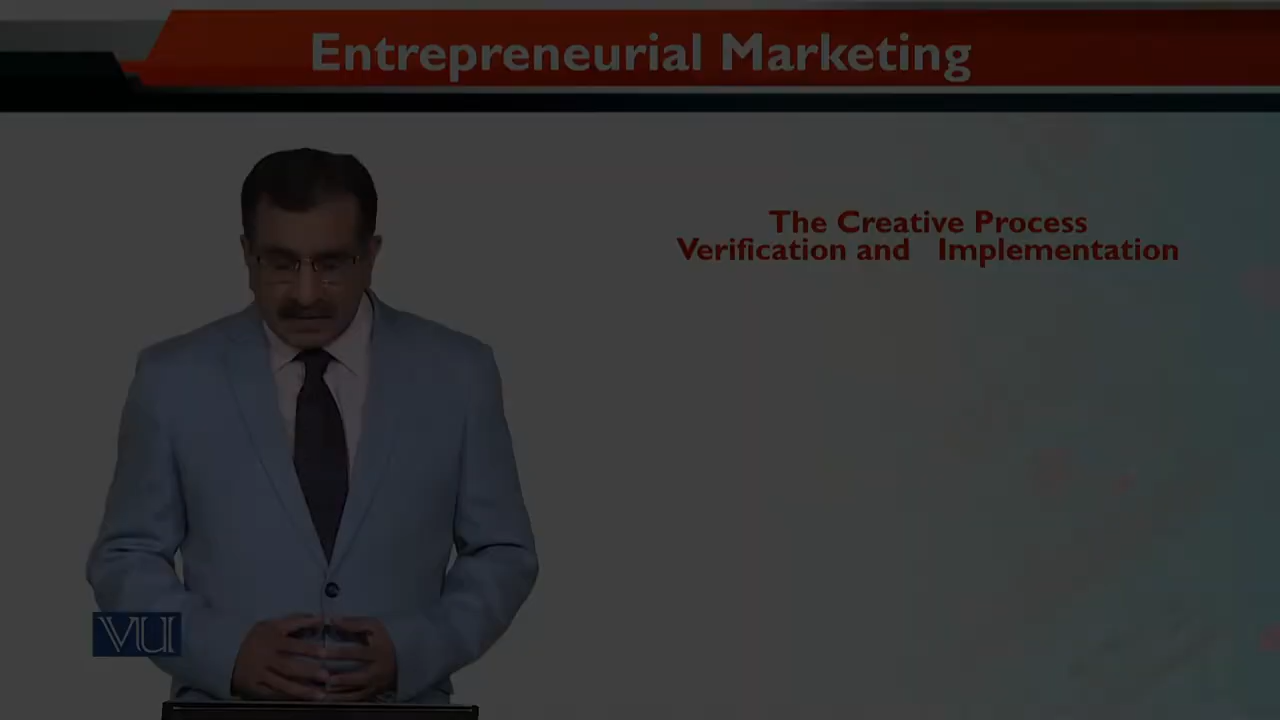 Entrepreneurial Marketing
The Creative Process
Verification and Implementation
VU